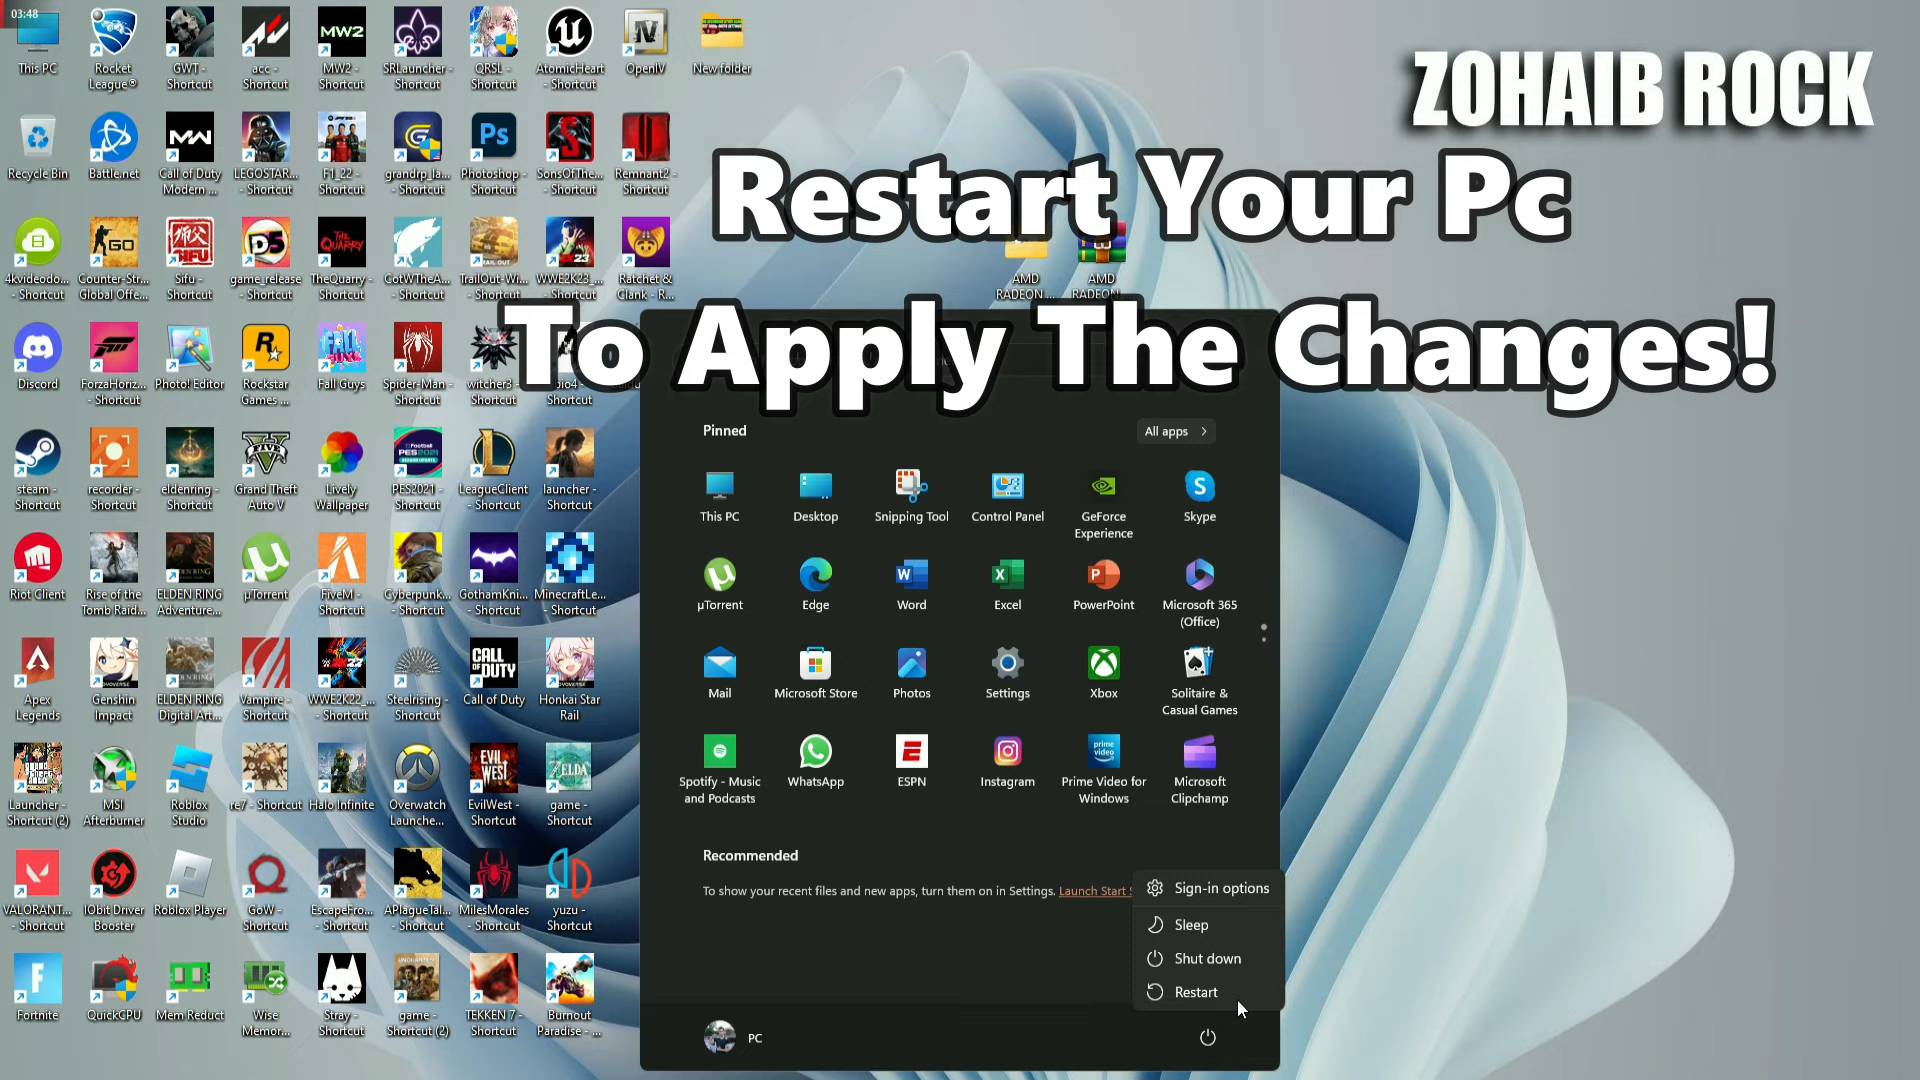 03:48
ZOHAIB ROCK
Restart Your Pc
To Apply The Changes!
This PC
Rocket League®
GWT - Shortcut
acc - Shortcut
MW2 - Shortcut
SRLauncher - Shortcut
QRSL - Shortcut
AtomicHeart - Shortcut
OpenIV
New folder
Recycle Bin
Battle.net
Call of Duty Modern ...
LEGOSTAR... - Shortcut
F1_22 - Shortcut
grandrp_la... - Shortcut
Photoshop - Shortcut
SonsOfThe... - Shortcut
Remnant2 - Shortcut
4kvideodo... - Shortcut
Counter-Str... Global Offe...
Sifu - Shortcut
game_release - Shortcut
TheQuarry - Shortcut
CotWTheA... - Shortcut
TrailOut-Wi... - Shortcut
WWE2K23_... - Shortcut
Ratchet & Clank - R...
AMD RADEON ...
AMD RADEON...
Discord
ForzaHoriz... - Shortcut
Photo! Editor
Rockstar Games ...
Fall Guys
Spider-Man - Shortcut
witcher3 - Shortcut
- Shortcut
steam - Shortcut
recorder - Shortcut
eldenring - Shortcut
Grand Theft Auto V
Lively Wallpaper
PES2021 - Shortcut
LeagueClient - Shortcut
launcher - Shortcut
Riot Client
Rise of the Tomb Raid...
ELDEN RING Adventure...
µTorrent
FiveM - Shortcut
Cyberpunk... - Shortcut
GothamKni... - Shortcut
MinecraftLe... - Shortcut
Apex Legends
Genshin Impact
ELDEN RING Digital Art...
Vampire - Shortcut
WWE2K22_... - Shortcut
Steelrising - Shortcut
Call of Duty
Honkai Star Rail
Launcher - Shortcut (2)
MSI Afterburner
Roblox Studio
re7 - Shortcut
Halo Infinite
Overwatch Launche...
EvilWest - Shortcut
game - Shortcut
VALORANT... - Shortcut
IObit Driver Booster
Roblox Player
GoW - Shortcut
EscapeFro... - Shortcut
APlagueTal... - Shortcut
MilesMorales - Shortcut
yuzu - Shortcut
Fortnite
QuickCPU
Mem Reduct
Wise Memor...
Stray - Shortcut
game - Shortcut (2)
TEKKEN 7 - Shortcut
Burnout Paradise - ...
Pinned
All apps
This PC
Desktop
Snipping Tool
Control Panel
GeForce Experience
Skype
µTorrent
Edge
Word
Excel
PowerPoint
Microsoft 365 (Office)
Mail
Microsoft Store
Photos
Settings
Xbox
Solitaire & Casual Games
Spotify - Music and Podcasts
WhatsApp
ESPN
Instagram
Prime Video for Windows
Microsoft Clipchamp
Recommended
To show your recent files and new apps, turn them on in Settings. Launch Start
Sign-in options
Sleep
Shut down
Restart
PC